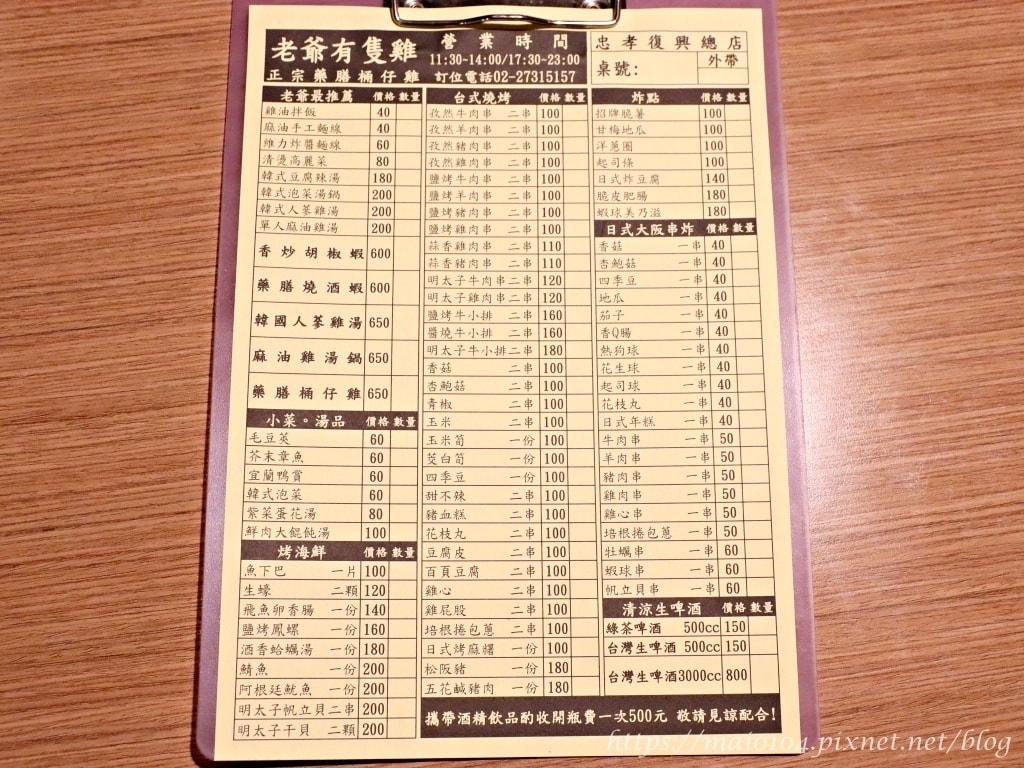 老爺有隻雞
正宗藥膳桶仔雞
營業時間
11:30~14:00/17:30~23:00
訂位電話02-27315157
忠孝復興總店
桌號:
外帶
老爺最推薦 價格 數量
雞油拌飯 40
麻油手工麵線 40
維力炸醬麵線 60
清燙高麗菜 80
韓式豆腐辣湯 180
韓式泡菜湯鍋 200
韓式人蔘雞湯 200
單人麻油雞湯 200
香炒胡椒蝦 600
藥膳燒酒蝦 600
韓國人蔘雞湯 650
麻油雞湯鍋 650
藥膳桶仔雞 650
小菜。湯品 價格 數量
毛豆莢 60
芥末章魚 60
宜蘭鴨賞 60
韓式泡菜 60
紫菜蛋花湯 80
鮮肉大餛飩湯 100
烤海鮮 價格 數量
魚下巴 一片 100
生蠔 二顆 120
飛魚卵香腸 一份 140
鹽烤鳳螺 一份 160
酒香蛤蠣湯 一份 180
鯖魚 一份 200
阿根廷魷魚 一份 200
明太子帆立貝二串 200
明太子干貝 二顆 200
台式燒烤 價格 數量
孜然牛肉串 二串 100
孜然羊肉串 二串 100
孜然豬肉串 二串 100
孜然雞肉串 二串 100
鹽烤牛肉串 二串 100
鹽烤羊肉串 二串 100
鹽烤豬肉串 二串 100
鹽烤雞肉串 二串 100
蒜香雞肉串 二串 110
蒜香豬肉串 二串 110
明太子牛肉串二串 120
明太子雞肉串二串 120
鹽烤牛小排 二串 160
醬燒牛小排 二串 160
明太子牛小排二串 180
香菇 二串 100
杏鮑菇 二串 100
青椒 二串 100
玉米 二串 100
玉米筍 一份 100
茭白筍 一份 100
四季豆 一份 100
甜不辣 二串 100
豬血糕 二串 100
花枝丸 二串 100
豆腐皮 二串 100
百頁豆腐 二串 100
雞心 二串 100
雞屁股 二串 100
培根捲包蔥 二串 100
日式烤麻糬 一份 100
松阪豬 一份 180
五花鹹豬肉 一份 180
炸點 價格 數量
招牌脆薯 100
甘梅地瓜 100
洋蔥圈 100
起司條 100
日式炸豆腐 140
脆皮肥腸 180
蝦球美乃滋 180
日式大阪串炸 價格 數量
香菇 一串 40
杏鮑菇 一串 40
四季豆 一串 40
地瓜 一串 40
茄子 一串 40
香Q腸 一串 40
熱狗球 一串 40
花生球 一串 40
起司球 一串 40
花枝丸 一串 40
日式年糕 一串 40
牛肉串 一串 50
羊肉串 一串 50
豬肉串 一串 50
雞肉串 一串 50
雞心串 一串 50
培根捲包蔥 一串 50
牡蠣串 一串 60
蝦球串 一串 60
帆立貝串 一串 60
清涼生啤酒 價格 數量
綠茶啤酒 500cc 150
台灣生啤酒 500cc 150
台灣生啤酒3000cc 800
攜帶酒精飲品酌收開瓶費一次500元 敬請見諒配合!
https://maio104.pixnet.net/blog